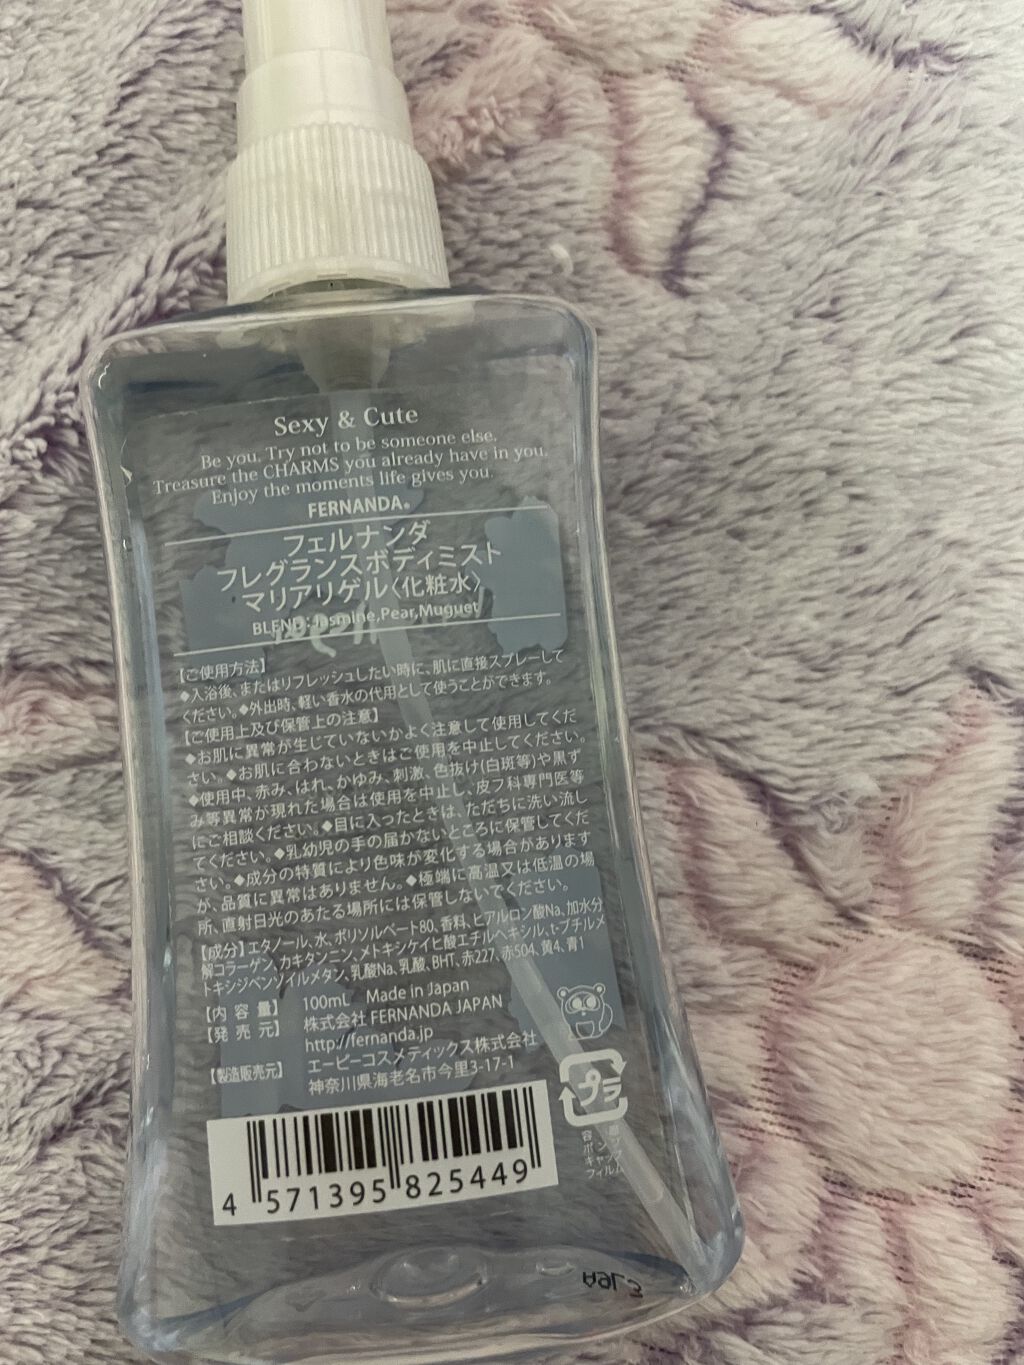 Sexy & Cute
Be you. Try not to be someone else.
Treasure the CHARMS you already have in you.
Enjoy the moments life gives you.
FERNANDA®
フェルナンダ
フレグランスボディミスト
マリアリゲル〈化粧水〉
BLEND:Jasmine,Pear,Muguet
【ご使用方法】
◆入浴後、またはリフレッシュしたい時に、肌に直接スプレーして
ください。◆外出時、軽い香水の代用として使うことができます。
【ご使用上及び保管上の注意】
◆お肌に異常が生じていないかよく注意して使用してくだ
さい。◆お肌に合わないときはご使用を中止してください。
◆使用中、赤み、はれ、かゆみ、刺激、色抜け(白斑等)や黒ず
み等異常が現れた場合は使用を中止し、皮フ科専門医等
にご相談ください。◆目に入ったときは、ただちに洗い流し
てください。◆乳幼児の手の届かないところに保管してくだ
さい。◆成分の特質により色味が変化する場合があります
が、品質に異常はありません。◆極端に高温又は低温の場
所、直射日光のあたる場所には保管しないでください。
【成分】エタノール、水、ポリソルベート80、香料、ヒアルロン酸Na、加水分
解コラーゲン、カキタンニン、メトキシケイヒ酸エチルヘキシル、t-ブチルメ
トキシジベンゾイルメタン、乳酸Na、乳酸、BHT、赤227、赤504、黄4、青1
【内容量】 100mL Made in Japan
【発売元】 株式会社 FERNANDA JAPAN
http://fernanda.jp
【製造販売元】 エーピーコスメティックス株式会社
神奈川県海老名市今里3-17-1
プラ
ポンプ
キャップ
フィルム
4 571395 825449